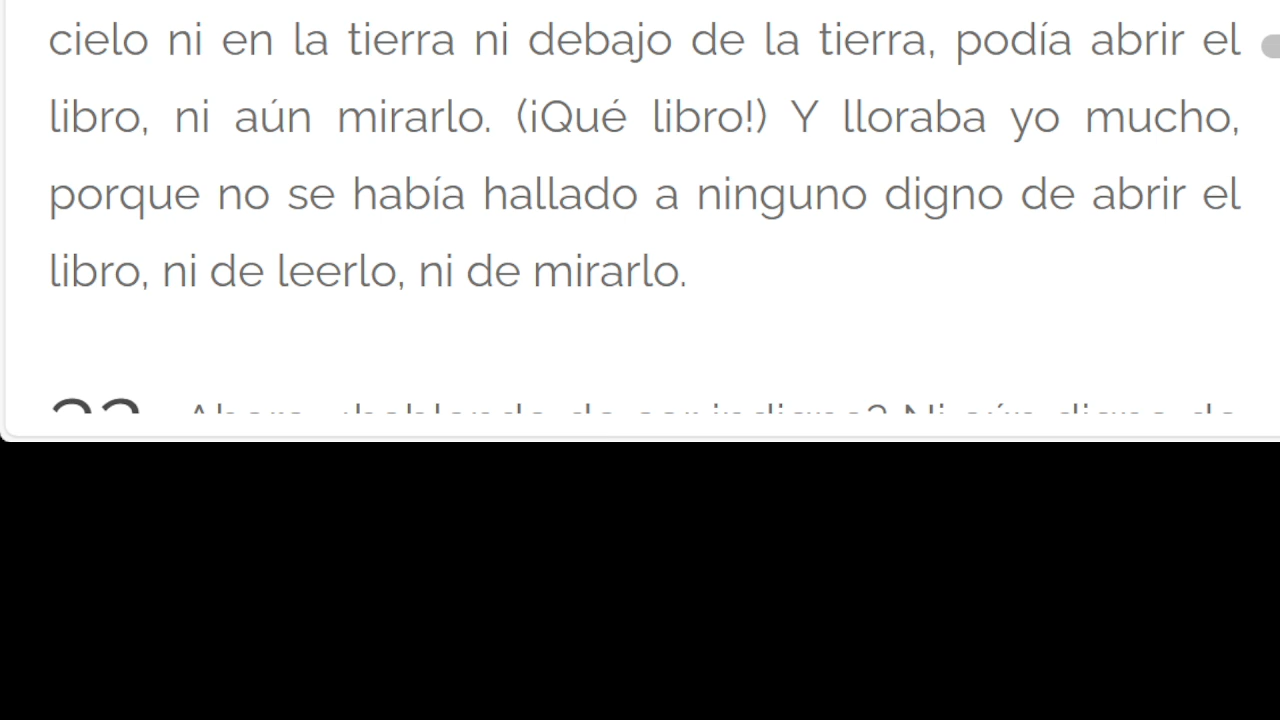 cielo ni en la tierra ni debajo de la tierra, podía abrir el
libro, ni aún mirarlo. (¡Qué libro!) Y lloraba yo mucho,
porque no se había hallado a ninguno digno de abrir el
libro, ni de leerlo, ni de mirarlo.